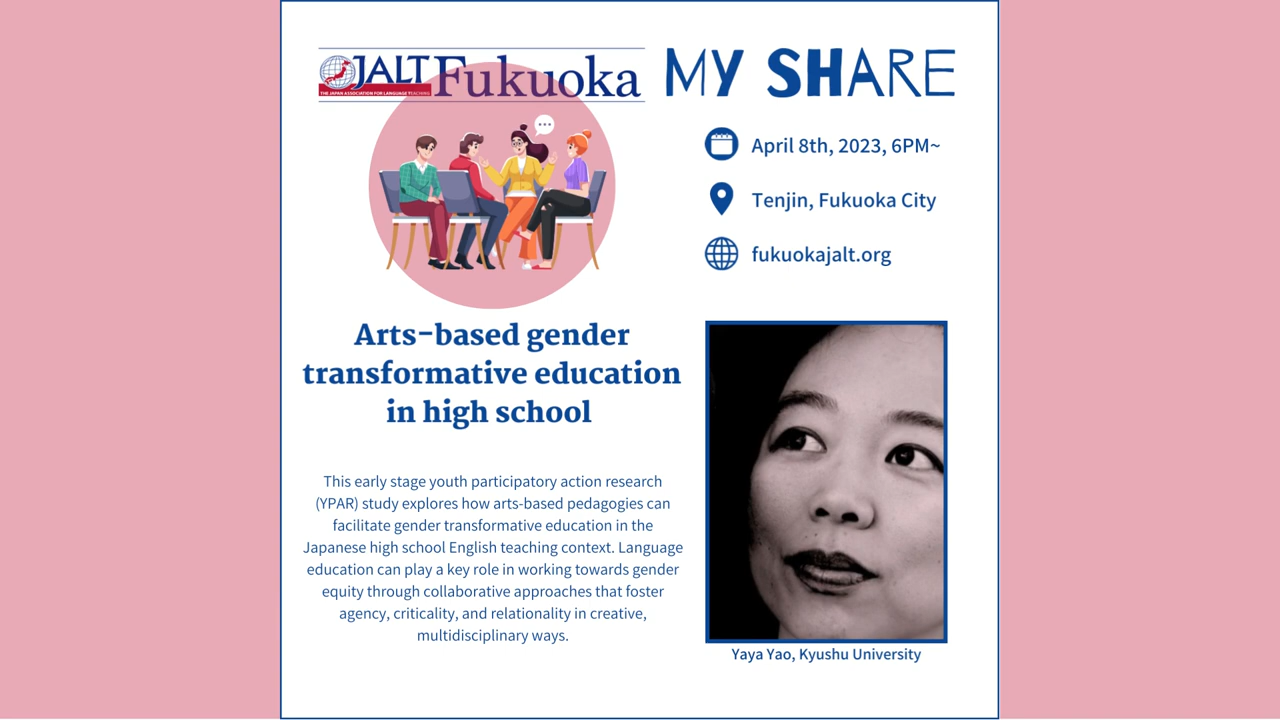 JALT Fukuoka
THE JAPAN ASSOCIATION FOR LANGUAGE TEACHING
MY SHARE
April 8th, 2023, 6PM~
Tenjin, Fukuoka City
fukuokajalt.org
Arts-based gender
transformative education
in high school
This early stage youth participatory action research
(YPAR) study explores how arts-based pedagogies can
facilitate gender transformative education in the
Japanese high school English teaching context. Language
education can play a key role in working towards gender
equity through collaborative approaches that foster
agency, criticality, and relationality in creative,
multidisciplinary ways.
Yaya Yao, Kyushu University